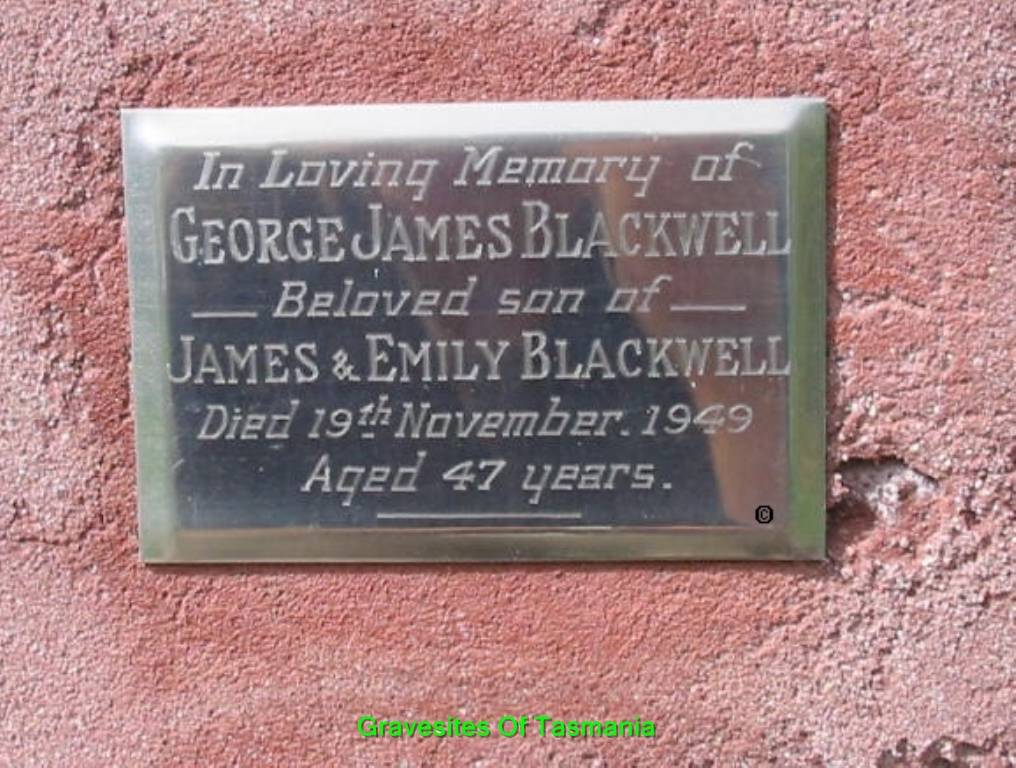 In Loving Memory of
GEORGE JAMES BLACKWELL
Beloved son of
JAMES & EMILY BLACKWELL
Died 19th November. 1949
Aged 47 years.
©
Gravesites Of Tasmania